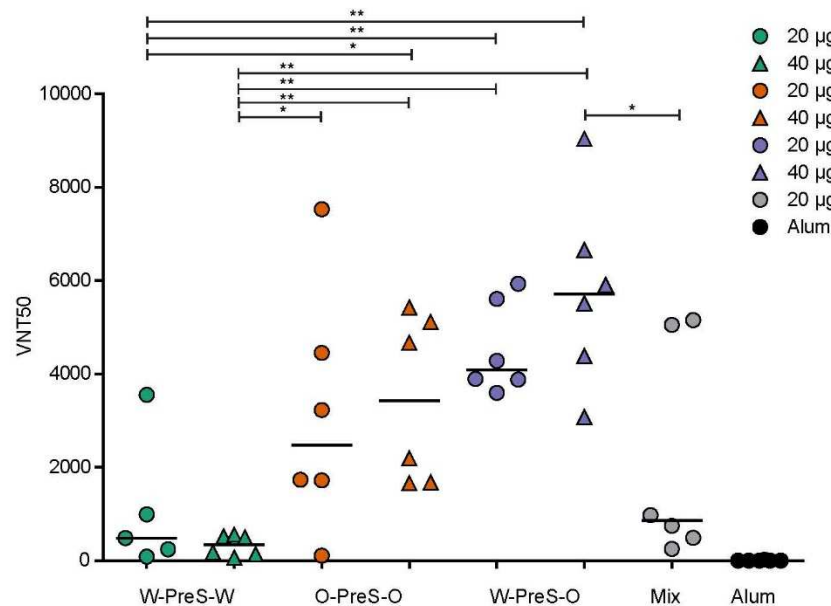 **
**
*
**
**
**
*
*
10000
8000
6000
4000
2000
0
VNT50
W-PreS-W
O-PreS-O
W-PreS-O
Mix
Alum
20 µg
40 µg
20 µg
40 µg
20 µg
40 µg
20 µg
Alum